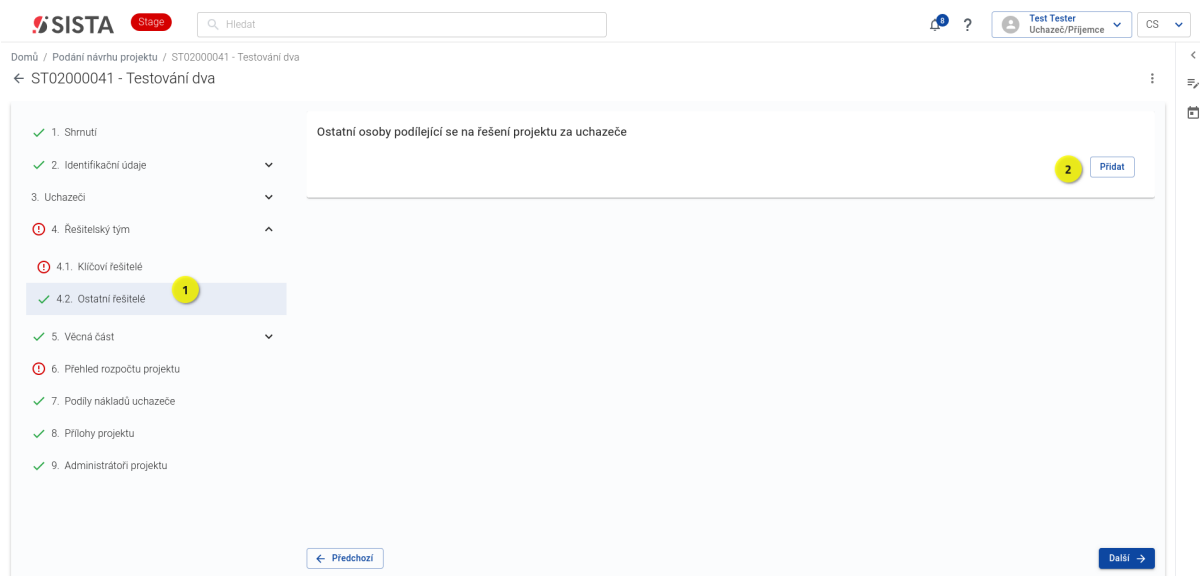 SISTA
Stage
Hledat
8
?
Test Tester
Uchazeč/Příjemce
CS
Domů / Podání návrhu projektu / ST02000041 - Testování dva
ST02000041 - Testování dva
1. Shrnutí
2. Identifikační údaje
3. Uchazeči
4. Řešitelský tým
4.1. Klíčoví řešitelé
4.2. Ostatní řešitelé
1
5. Věcná část
6. Přehled rozpočtu projektu
7. Podíly nákladů uchazeče
8. Přílohy projektu
9. Administrátoři projektu
Ostatní osoby podílející se na řešení projektu za uchazeče
2
Přidat
Předchozí
Další